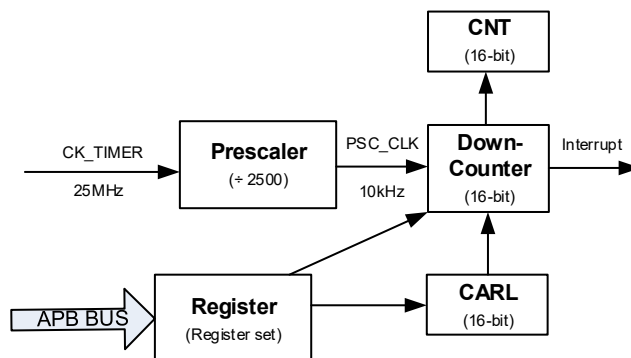 CNT
(16-bit)
CK_TIMER
25MHz
Prescaler
(÷ 2500)
PSC_CLK
10kHz
Down-
Counter
(16-bit)
Interrupt
APB BUS
Register
(Register set)
CARL
(16-bit)